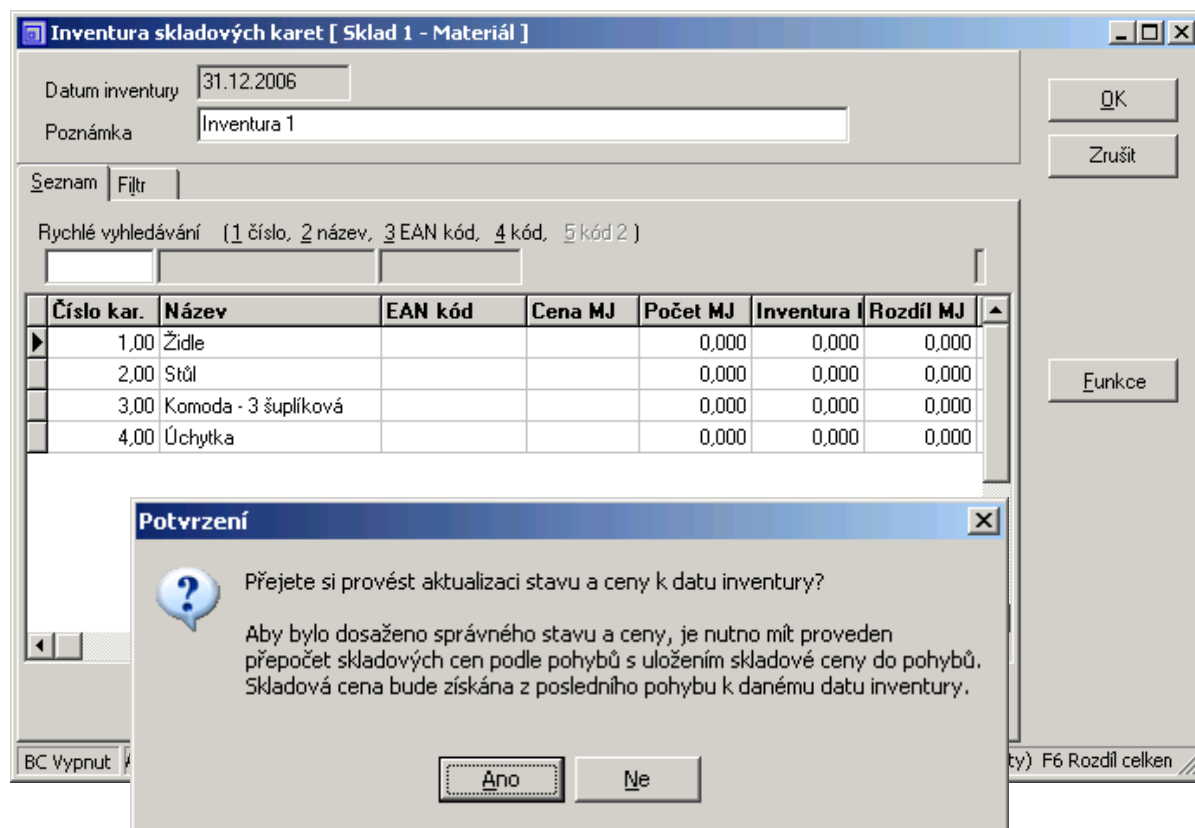 Inventura skladových karet [ Sklad 1 - Materiál ]
Datum inventury 31.12.2006
Poznámka Inventura 1
OK
Zrušit
Seznam Filtr
Rychlé vyhledávání (1 číslo, 2 název, 3 EAN kód, 4 kód, 5 kód 2 )
Číslo kar. Název EAN kód Cena MJ Počet MJ Inventura Rozdíl MJ
1,00 Židle 0,000 0,000 0,000
2,00 Stůl 0,000 0,000 0,000
3,00 Komoda - 3 šuplíková 0,000 0,000 0,000
4,00 Úchytka 0,000 0,000 0,000
Funkce
Potvrzení
Přejete si provést aktualizaci stavu a ceny k datu inventury?
Aby bylo dosaženo správného stavu a ceny, je nutno mít proveden
přepočet skladových cen podle pohybů s uložením skladové ceny do pohybů.
Skladová cena bude získána z posledního pohybu k danému datu inventury.
Ano Ne
BC Vypnut ty) F6 Rozdíl celken